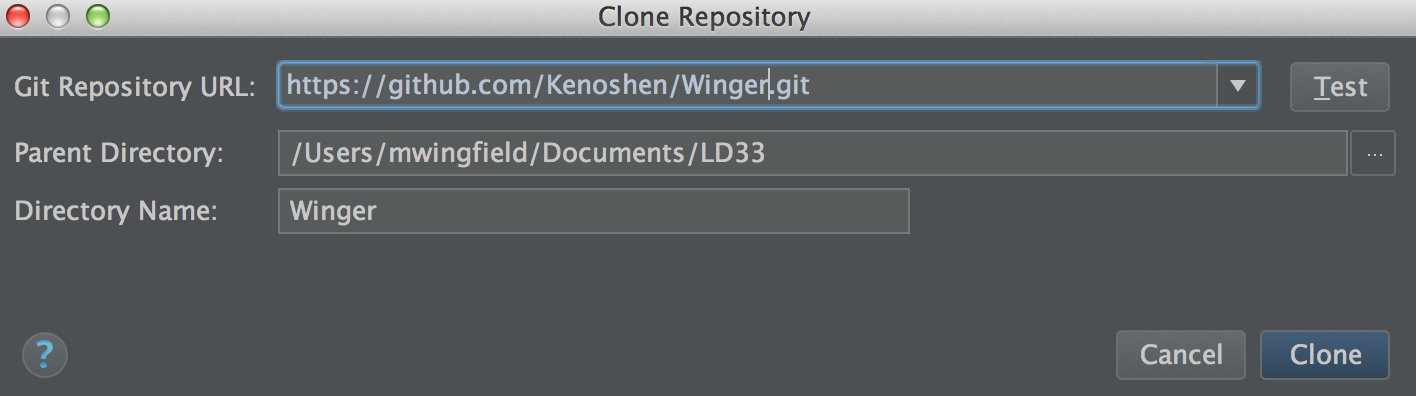 Clone Repository
Git Repository URL: https://github.com/Kenoshen/Winger.git Test
Parent Directory: /Users/mwingfield/Documents/LD33 ...
Directory Name: Winger
? Cancel Clone